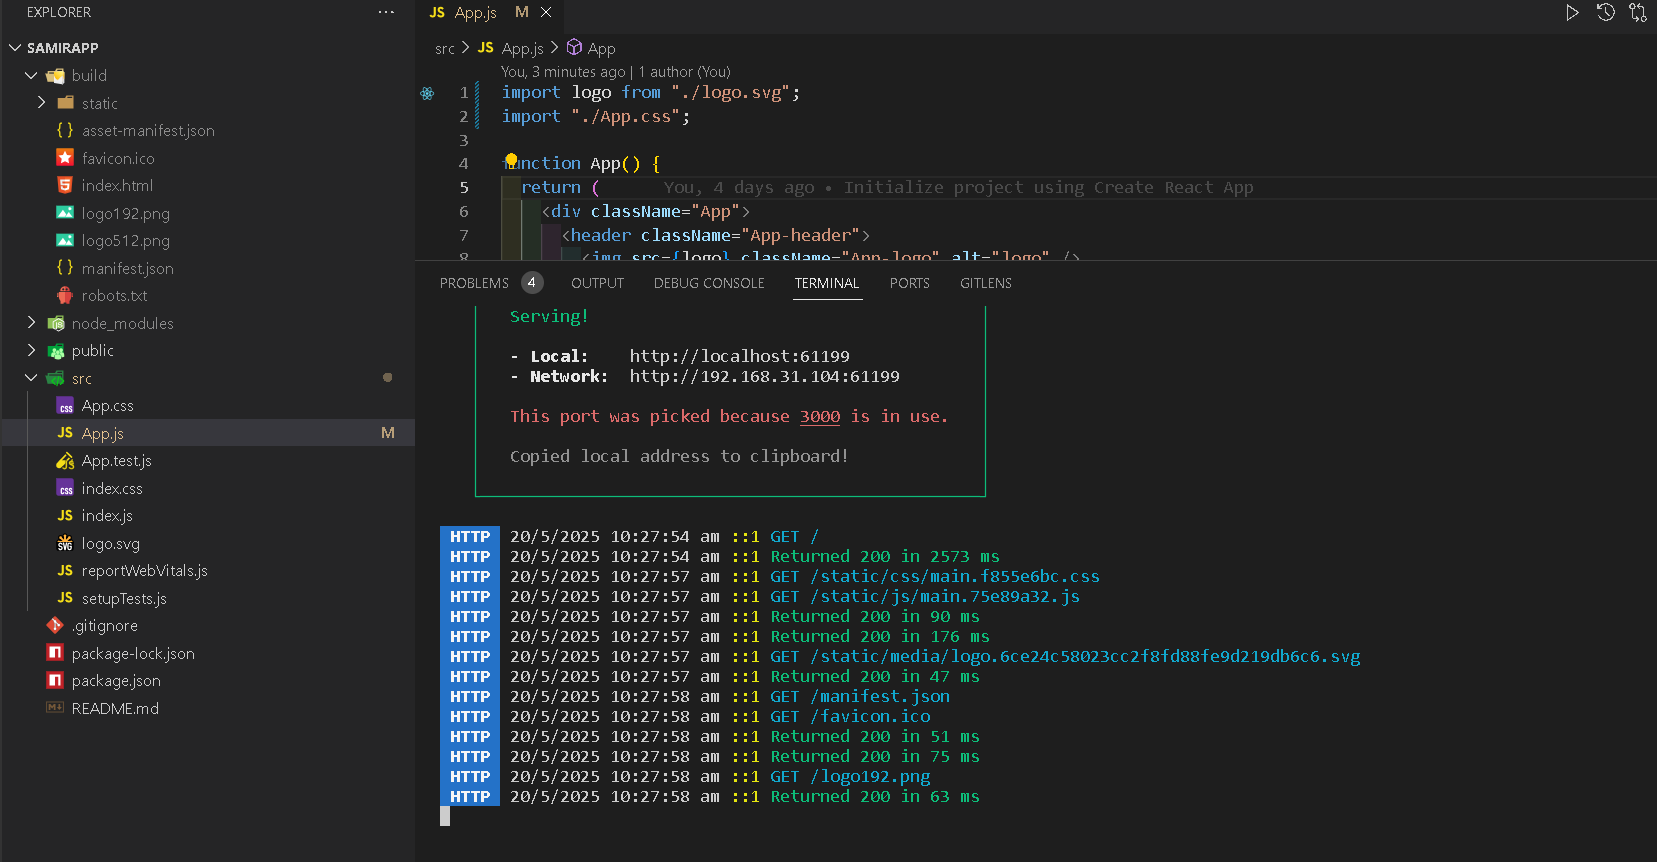 EXPLORER
SAMIRAPP
build
static
asset-manifest.json
favicon.ico
index.html
logo192.png
logo512.png
manifest.json
robots.txt
node_modules
public
src
App.css
JS App.js M
App.test.js
index.css
JS index.js
logo.svg
JS reportWebVitals.js
JS setupTests.js
.gitignore
package-lock.json
package.json
README.md
JS App.js M
src > JS App.js > App
You, 3 minutes ago | 1 author (You)
1 import logo from "./logo.svg";
2 import "./App.css";
3
4 function App() {
5 return ( You, 4 days ago • Initialize project using Create React App
6 <div className="App">
7 <header className="App-header">
8 <img src={logo} className="App-logo" alt="logo" />
PROBLEMS 4 OUTPUT DEBUG CONSOLE TERMINAL PORTS GITLENS
Serving!
- Local: http://localhost:61199
- Network: http://192.168.31.104:61199
This port was picked because 3000 is in use.
Copied local address to clipboard!
HTTP 20/5/2025 10:27:54 am ::1 GET /
HTTP 20/5/2025 10:27:54 am ::1 Returned 200 in 2573 ms
HTTP 20/5/2025 10:27:57 am ::1 GET /static/css/main.f855e6bc.css
HTTP 20/5/2025 10:27:57 am ::1 GET /static/js/main.75e89a32.js
HTTP 20/5/2025 10:27:57 am ::1 Returned 200 in 90 ms
HTTP 20/5/2025 10:27:57 am ::1 Returned 200 in 176 ms
HTTP 20/5/2025 10:27:57 am ::1 GET /static/media/logo.6ce24c58023cc2f8fd88fe9d219db6c6.svg
HTTP 20/5/2025 10:27:57 am ::1 Returned 200 in 47 ms
HTTP 20/5/2025 10:27:58 am ::1 GET /manifest.json
HTTP 20/5/2025 10:27:58 am ::1 GET /favicon.ico
HTTP 20/5/2025 10:27:58 am ::1 Returned 200 in 51 ms
HTTP 20/5/2025 10:27:58 am ::1 Returned 200 in 75 ms
HTTP 20/5/2025 10:27:58 am ::1 GET /logo192.png
HTTP 20/5/2025 10:27:58 am ::1 Returned 200 in 63 ms